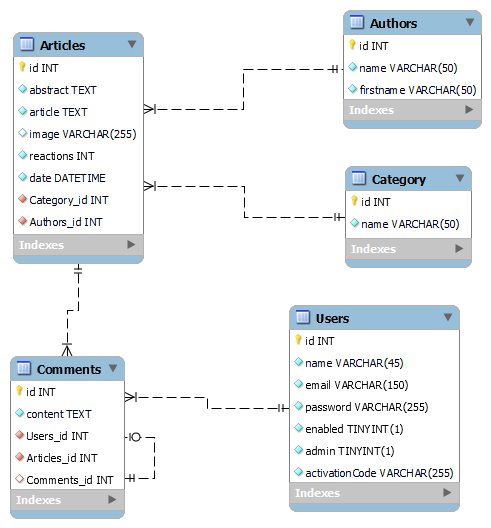 Articles
id INT
abstract TEXT
article TEXT
image VARCHAR(255)
reactions INT
date DATETIME
Category_id INT
Authors_id INT
Indexes
Authors
id INT
name VARCHAR(50)
firstname VARCHAR(50)
Indexes
Category
id INT
name VARCHAR(50)
Indexes
Comments
id INT
content TEXT
Users_id INT
Articles_id INT
Comments_id INT
Indexes
Users
id INT
name VARCHAR(45)
email VARCHAR(150)
password VARCHAR(255)
enabled TINYINT(1)
admin TINYINT(1)
activationCode VARCHAR(255)
Indexes